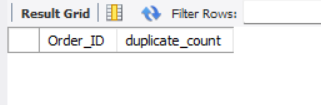 Result Grid Filter Rows:
Order_ID duplicate_count